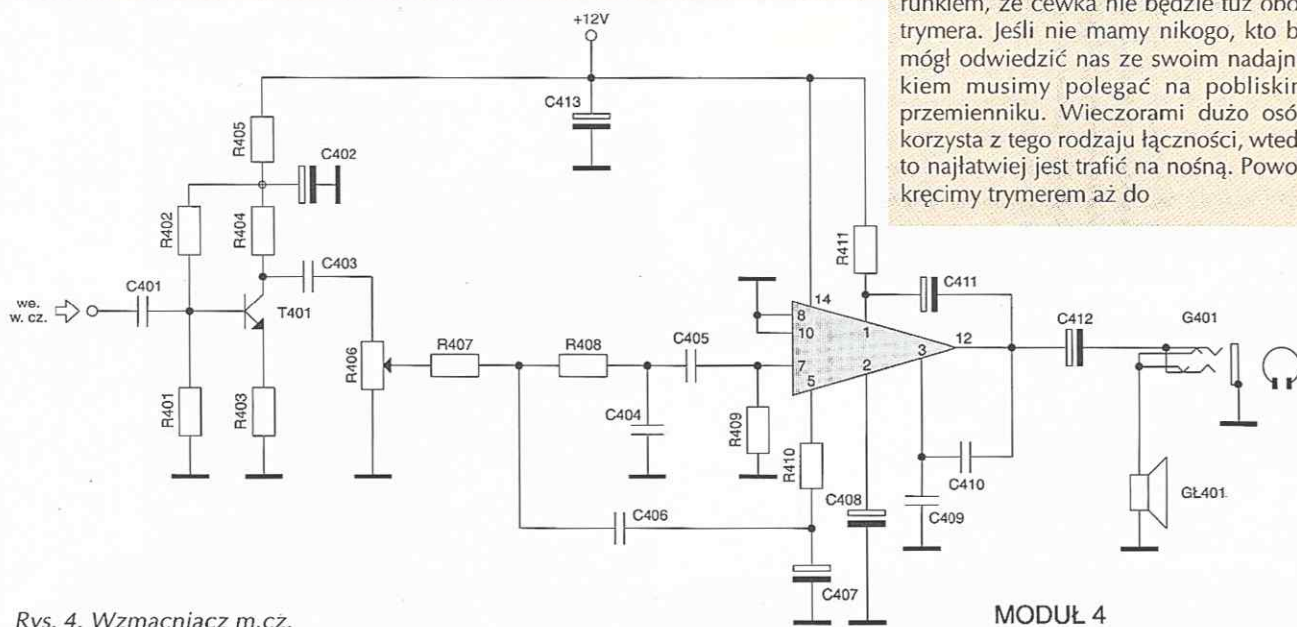 runkiem, że cewka nie będzie tuż obo
trymera. Jeśli nie mamy nikogo, kto b
mógł odwiedzić nas ze swoim nadajni
kiem musimy polegać na pobliskin
przemienniku. Wieczorami dużo osó
korzysta z tego rodzaju łączności, wted
to najłatwiej jest trafić na nośną. Powo
kręcimy trymerem aż do
+12V
C413
R405
C402
R402
R404
C403
C401
we.
w. cz.
T401
R401
R403
R406
R407
R408
C405
C404
R409
C406
R411
14
8
10
7
5
1
2
3
12
C411
C412
G401
R410
C408
C410
C409
C407
GŁ401
Rys. 4. Wzmacniacz m.cz.
MODUŁ 4